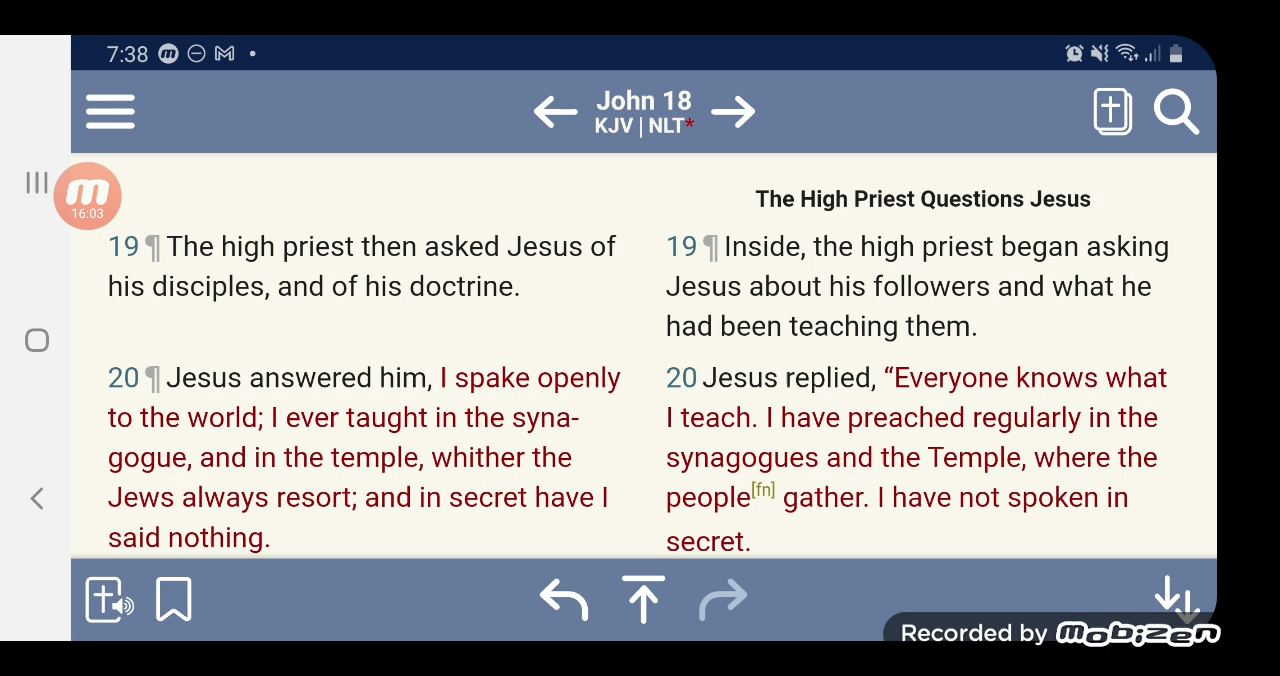 7:38
John 18
KJV | NLT*
m
16:03
The High Priest Questions Jesus
19 ¶ The high priest then asked Jesus of
his disciples, and of his doctrine.
19 ¶ Inside, the high priest began asking
Jesus about his followers and what he
had been teaching them.
20 ¶ Jesus answered him, I spake openly
to the world; I ever taught in the syna-
gogue, and in the temple, whither the
Jews always resort; and in secret have I
said nothing.
20 Jesus replied, “Everyone knows what
I teach. I have preached regularly in the
synagogues and the Temple, where the
people[fn] gather. I have not spoken in
secret.
Recorded by mobizen